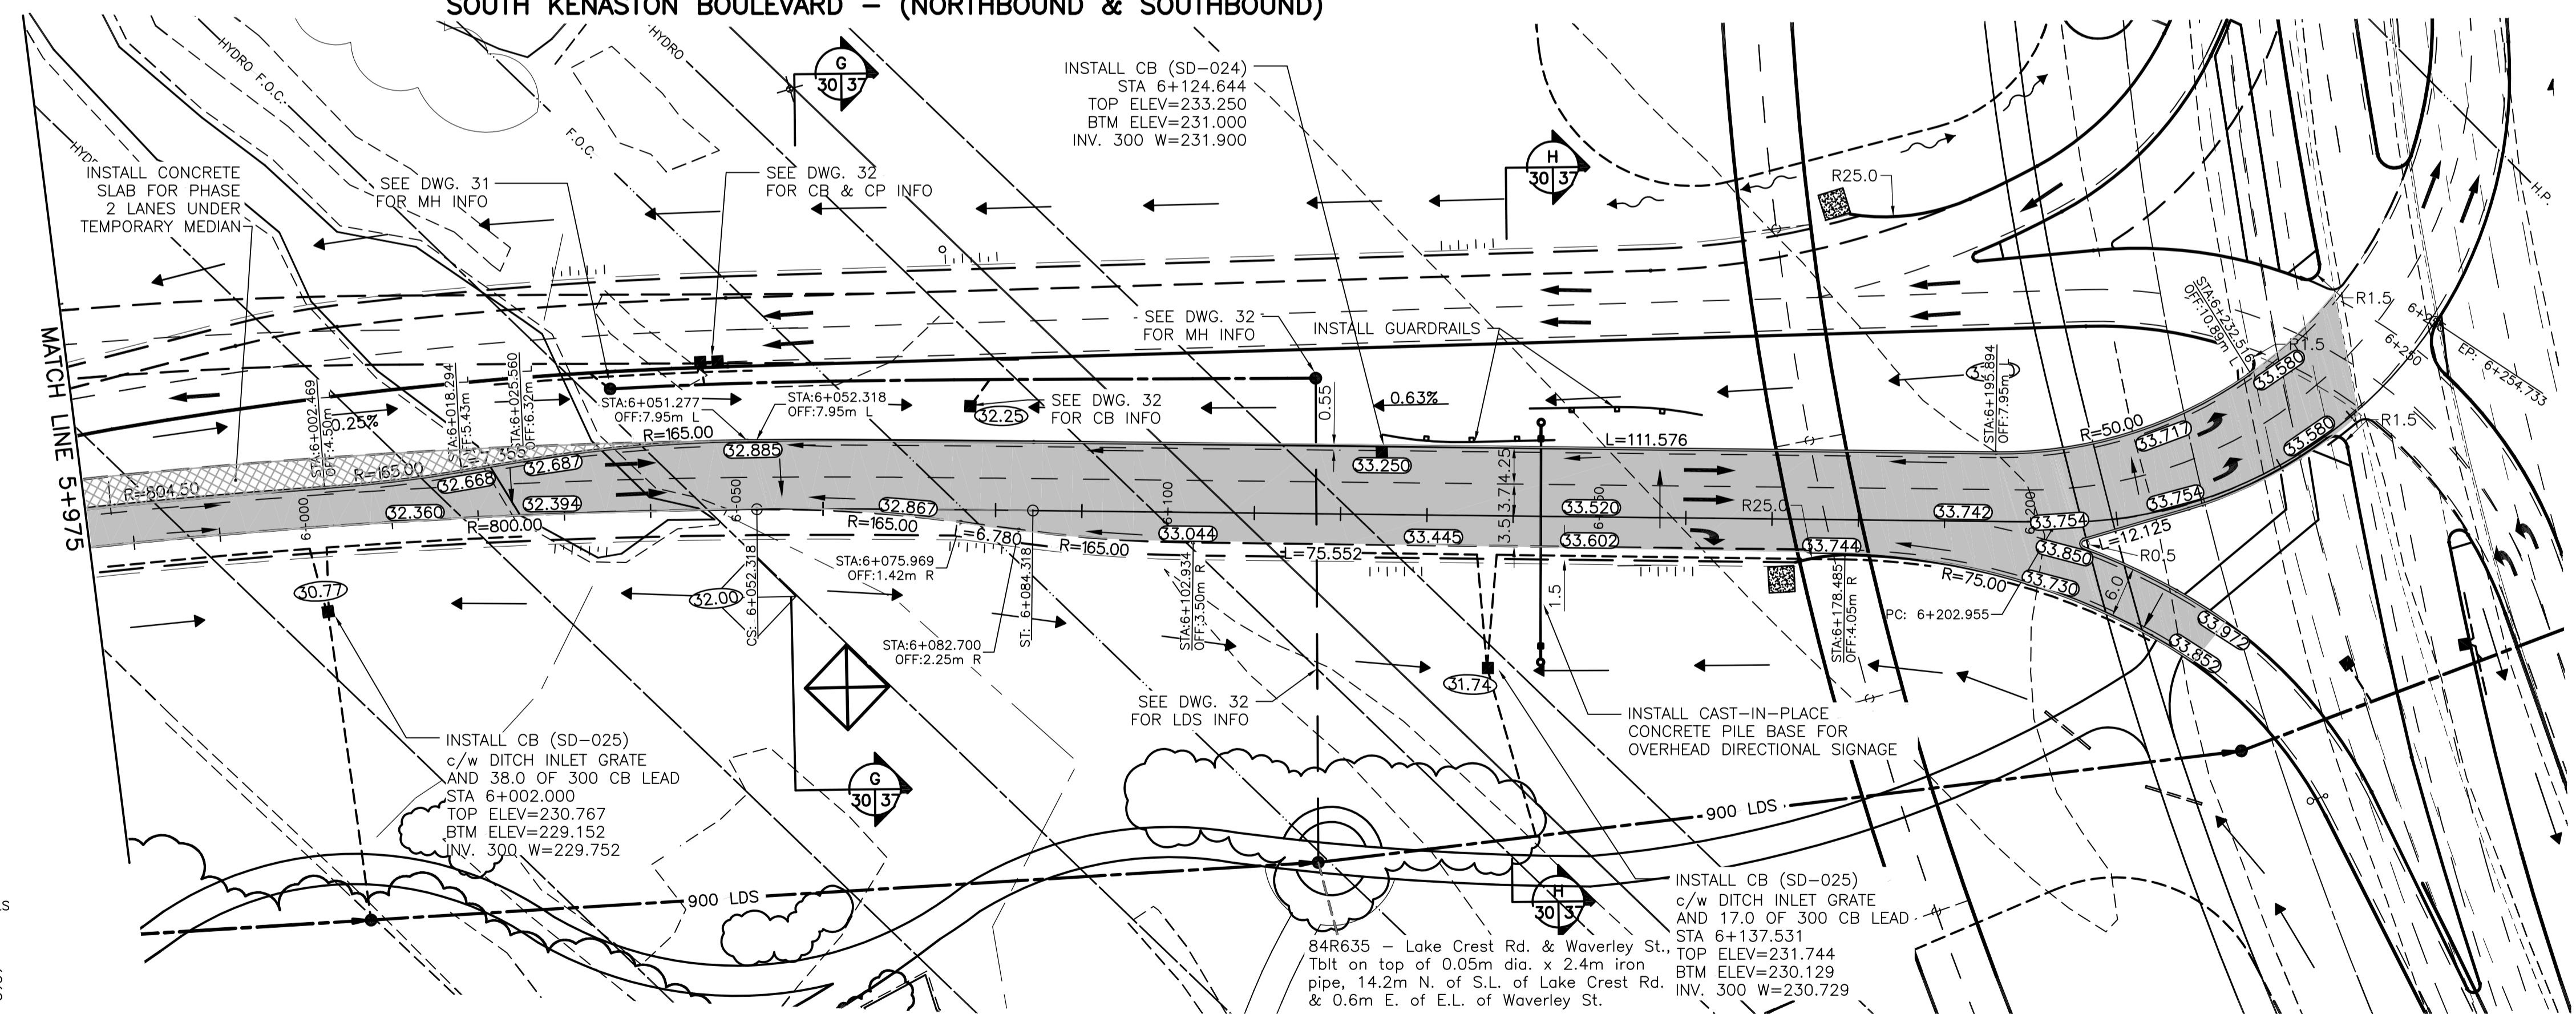 SOUTH KENASTON BOULEVARD – (NORTHBOUND & SOUTHBOUND)
HYDRO F.O.C.
HYDRO
F.O.C.
G
30 37
INSTALL CB (SD-024)
STA 6+124.644
TOP ELEV=233.250
BTM ELEV=231.000
INV. 300 W=231.900
H
30 37
R25.0
H.P.
INSTALL CONCRETE
SLAB FOR PHASE
2 LANES UNDER
TEMPORARY MEDIAN
SEE DWG. 31
FOR MH INFO
SEE DWG. 32
FOR CB & CP INFO
SEE DWG. 32
FOR MH INFO
INSTALL GUARDRAILS
STA:6+232.516
OFF:10.89m L
R1.5
R1.5
6+250
EP: 6+254.733
MATCH LINE 5+975
STA:6+002.469
OFF:4.50m L
0.25%
STA:6+018.294
OFF:5.43m L
STA:6+025.560
OFF:6.32m L
STA:6+051.277
OFF:7.95m L
STA:6+052.318
OFF:7.95m L
32.25
SEE DWG. 32
FOR CB INFO
0.55
0.63%
STA:6+195.894
OFF:7.95m L
33.580
R=165.00
32.885
33.250
L=111.576
R=50.00
33.717
33.580
R1.5
R=804.50
R=165.00
32.668
32.687
32.360
32.394
R=800.00
6+000
6+050
32.867
R=165.00
6+100
33.044
R=165.00
=6.780
33.445
3.5 3.7 4.25
33.520
33.602
R25.0
33.742
33.744
6+200
33.754
33.754
33.850
L=12.125
R0.5
33.730
R=75.00
6.0
33.972
33.852
L=75.552
1.5
30.77
32.00
CS: 6+052.318
STA:6+075.969
OFF:1.42m R
STA:6+082.700
OFF:2.25m R
ST: 6+084.318
STA:6+102.934
OFF:3.50m R
31.74
STA:6+178.485
OFF:4.05m R
PC: 6+202.955
SEE DWG. 32
FOR LDS INFO
INSTALL CAST-IN-PLACE
CONCRETE PILE BASE FOR
OVERHEAD DIRECTIONAL SIGNAGE
INSTALL CB (SD-025)
c/w DITCH INLET GRATE
AND 38.0 OF 300 CB LEAD
STA 6+002.000
TOP ELEV=230.767
BTM ELEV=229.152
INV. 300 W=229.752
G
30 37
900 LDS
900 LDS
H
30 37
INSTALL CB (SD-025)
c/w DITCH INLET GRATE
AND 17.0 OF 300 CB LEAD
STA 6+137.531
TOP ELEV=231.744
BTM ELEV=230.129
INV. 300 W=230.729
84R635 – Lake Crest Rd. & Waverley St.,
Tblt on top of 0.05m dia. x 2.4m iron
pipe, 14.2m N. of S.L. of Lake Crest Rd.
& 0.6m E. of E.L. of Waverley St.